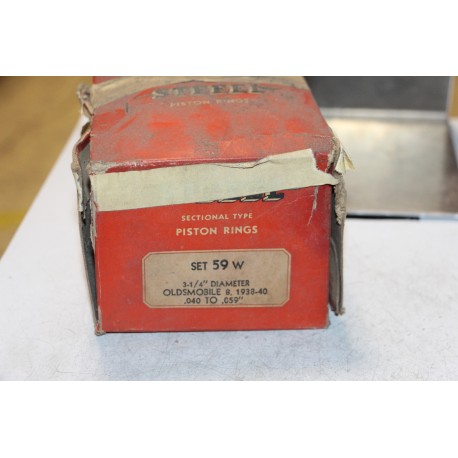 PISTON RINGS
SECTIONAL TYPE
PISTON RINGS
SET 59 W
3-1/4" DIAMETER
OLDSMOBILE 8, 1938-40
.040 TO .059"